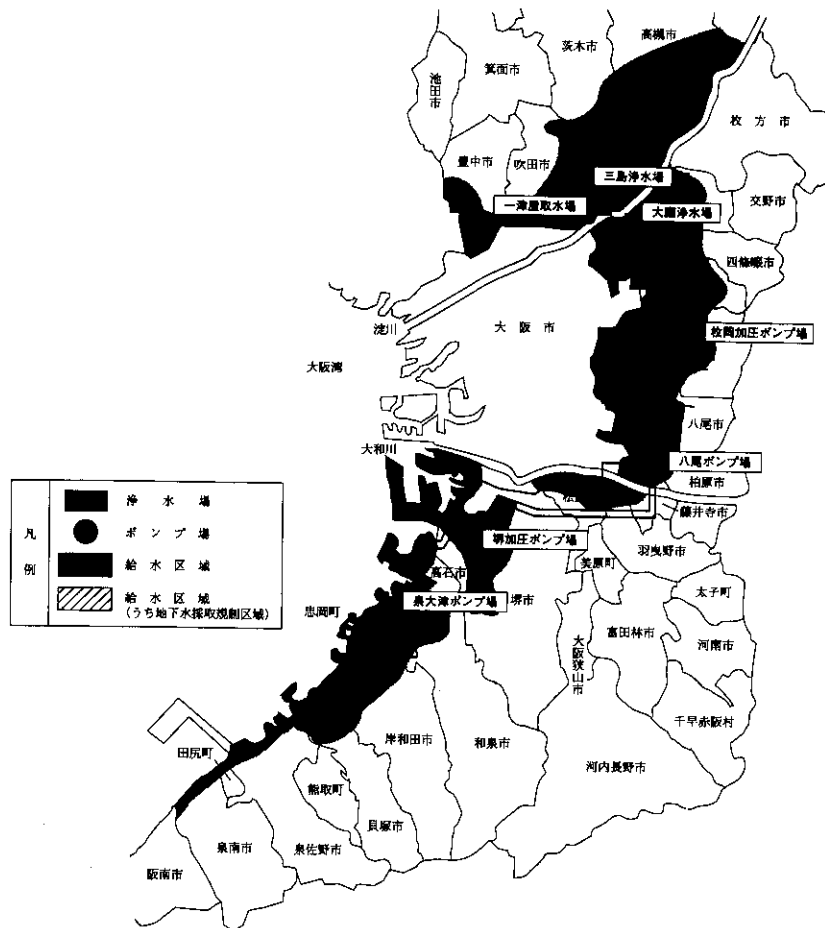 高槻市
茨木市
箕面市
池田市
枚方市
豊中市
吹田市
三島浄水場
交野市
一津屋取水場
大庭浄水場
四條畷市
淀川
大阪市
枚岡加圧ポンプ場
大阪湾
八尾市
大和川
八尾ポンプ場
柏原市
松
藤井寺市
堺加圧ポンプ場
羽曳野市
美原町
高石市
太子町
泉大津ポンプ場
堺市
忠岡町
富田林市
河南市
大阪狭山市
千早赤阪村
岸和田市
和泉市
田尻町
河内長野市
熊取町
貝塚市
泉南市
泉佐野市
阪南市
凡例
浄水場
ポンプ場
給水区域
給水区域
(うち地下水採取規制区域)